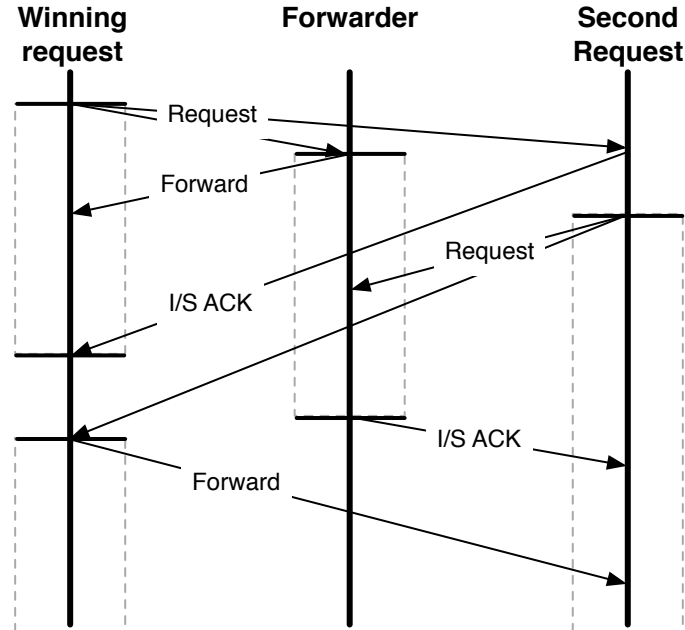 Winning
request
Forwarder
Second
Request
Request
Forward
Request
I/S ACK
I/S ACK
Forward